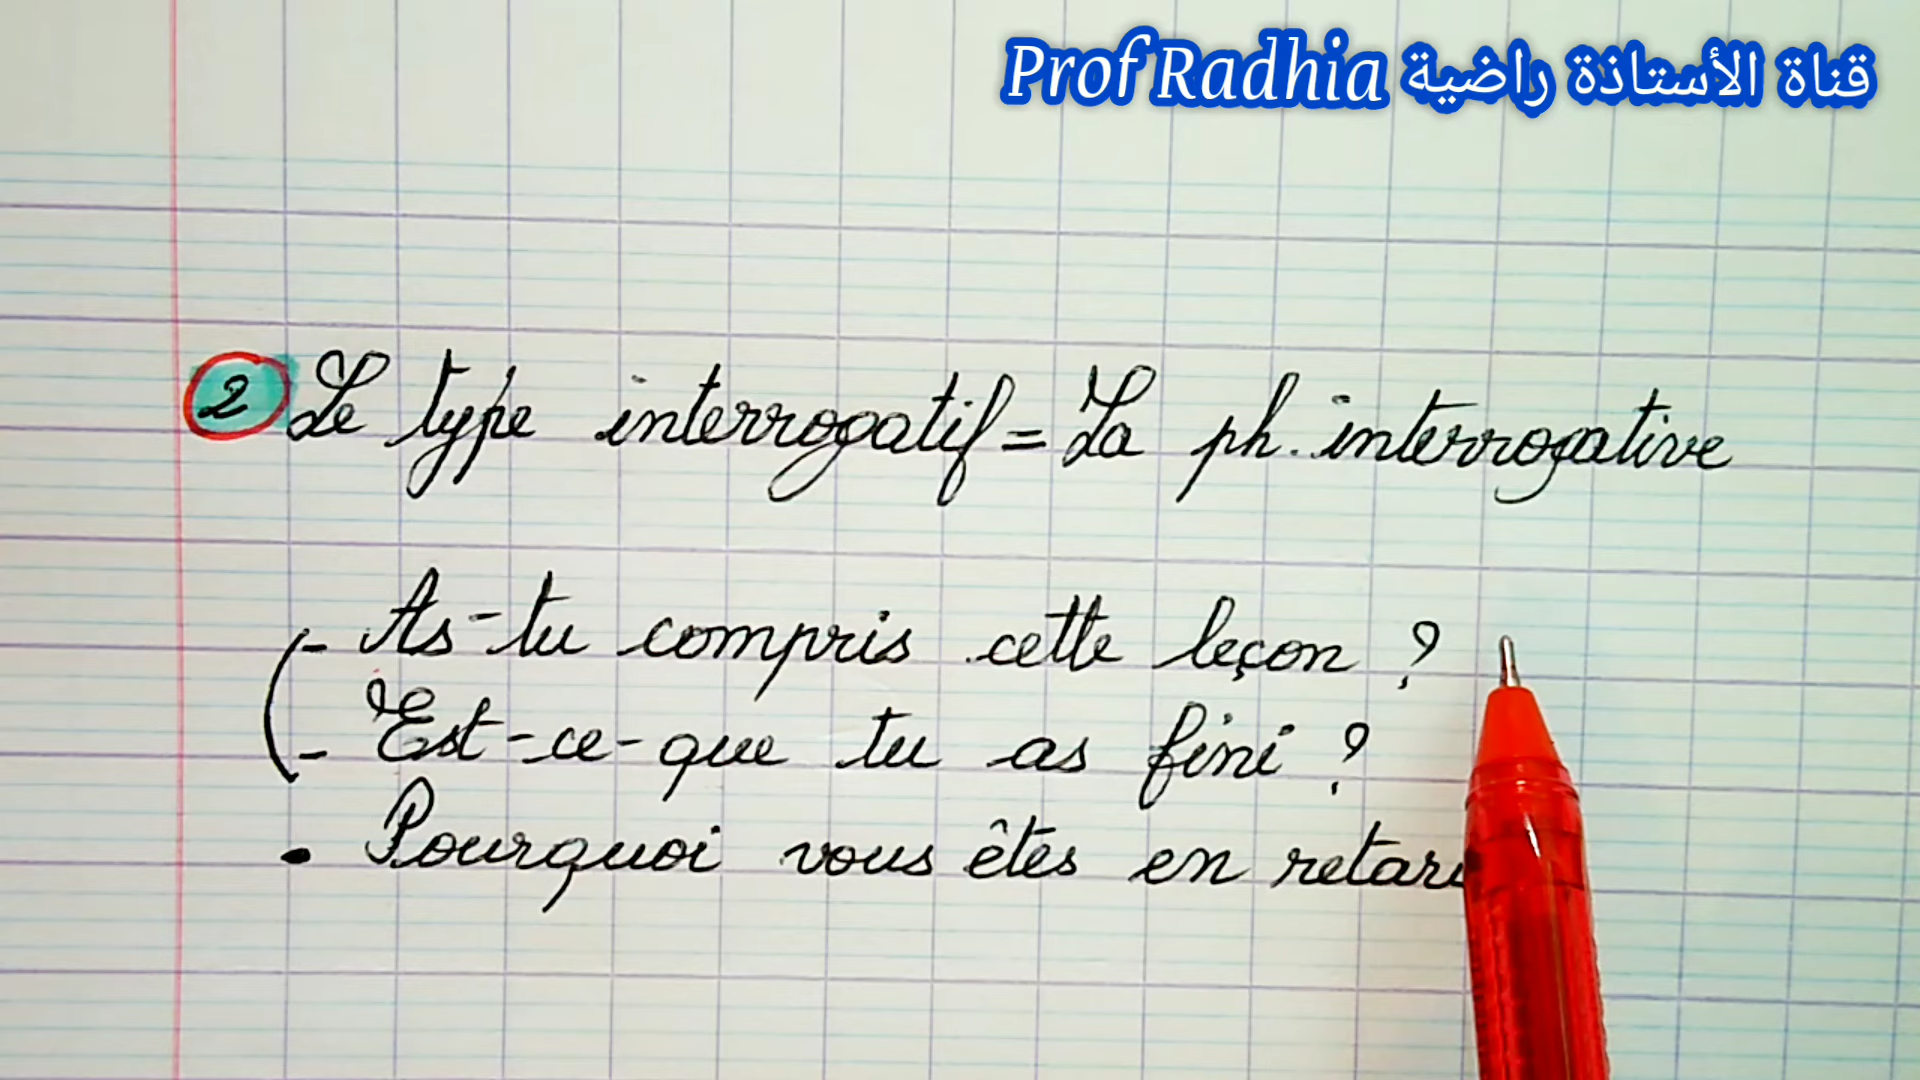 Prof Radhia قناة الأستاذة راضية
2 Le type interrogatif = La ph. interrogative
- As-tu compris cette leçon ?
- Est-ce-que tu as fini ?
• Pourquoi vous êtes en